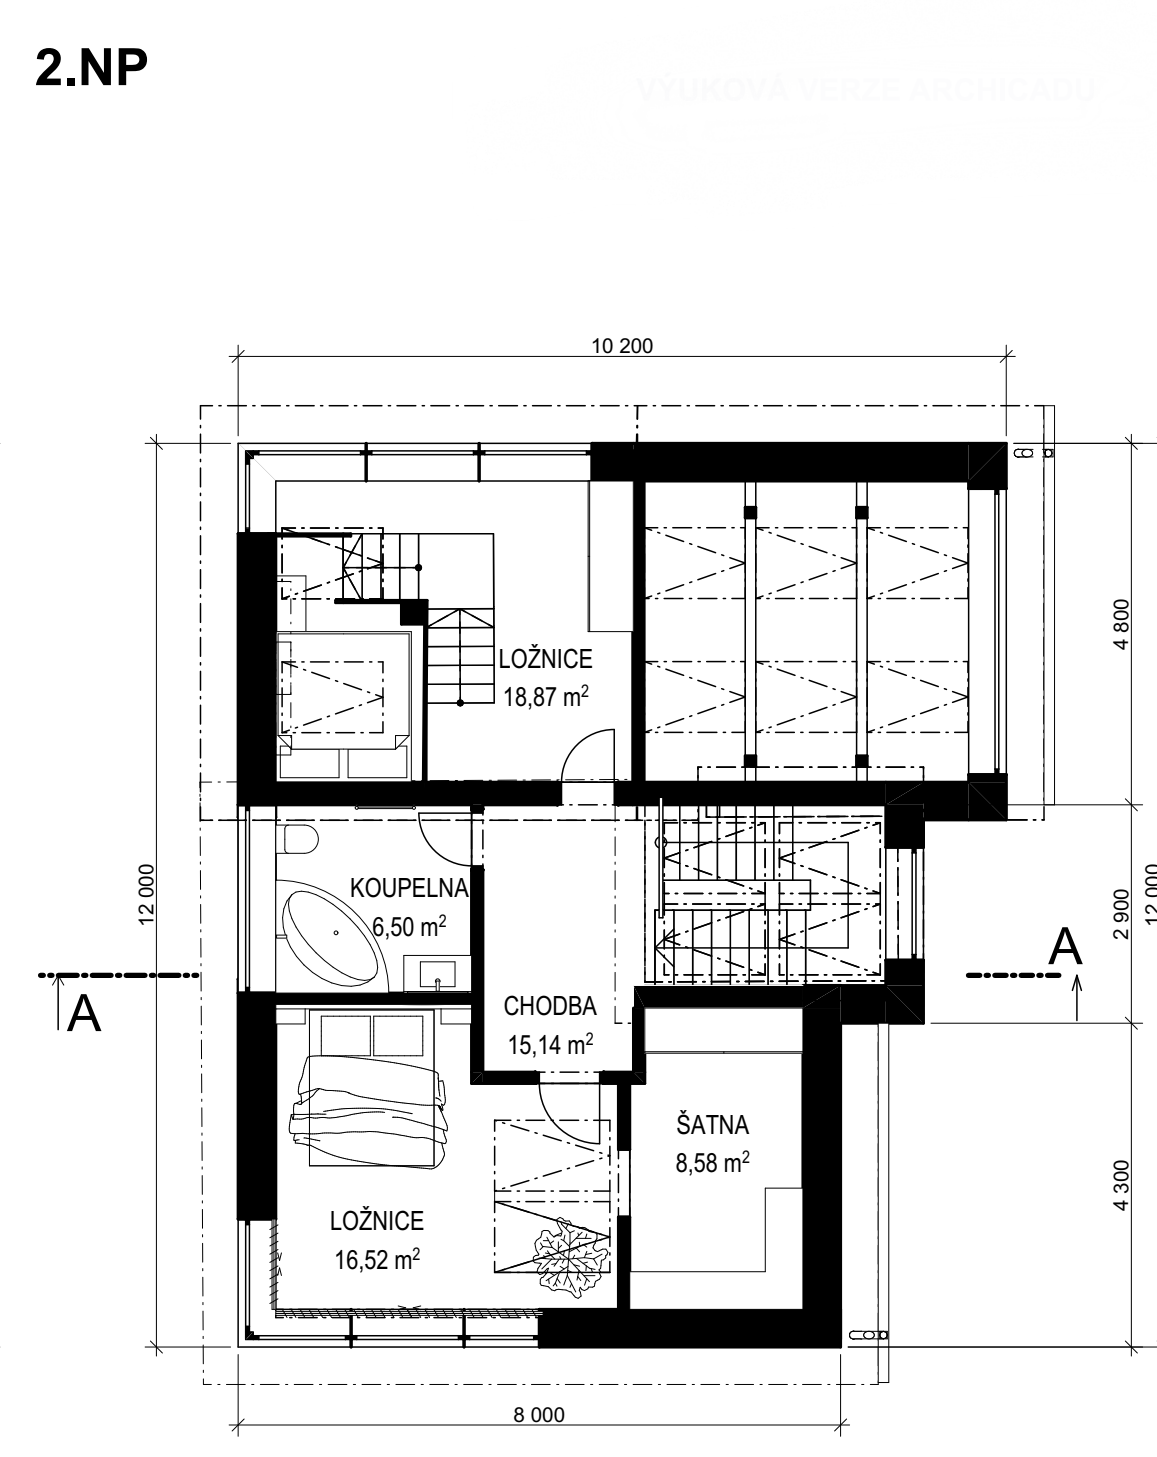 2.NP
VÝUKOVÁ VERZE ARCHICADU
10 200
LOŽNICE
18,87 m²
4 800
KOUPELNA
6,50 m²
12 000
2 900
12 000
A
A
CHODBA
15,14 m²
ŠATNA
8,58 m²
4 300
LOŽNICE
16,52 m²
8 000